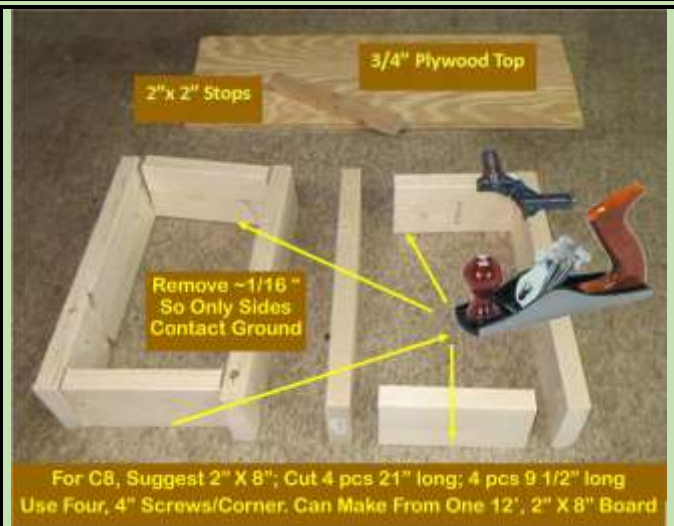 3/4" Plywood Top
2"x 2" Stops
Remove ~1/16 "
So Only Sides
Contact Ground
For C8, Suggest 2" X 8"; Cut 4 pcs 21" long; 4 pcs 9 1/2" long
Use Four, 4" Screws/Corner. Can Make From One 12', 2" X 8" Board